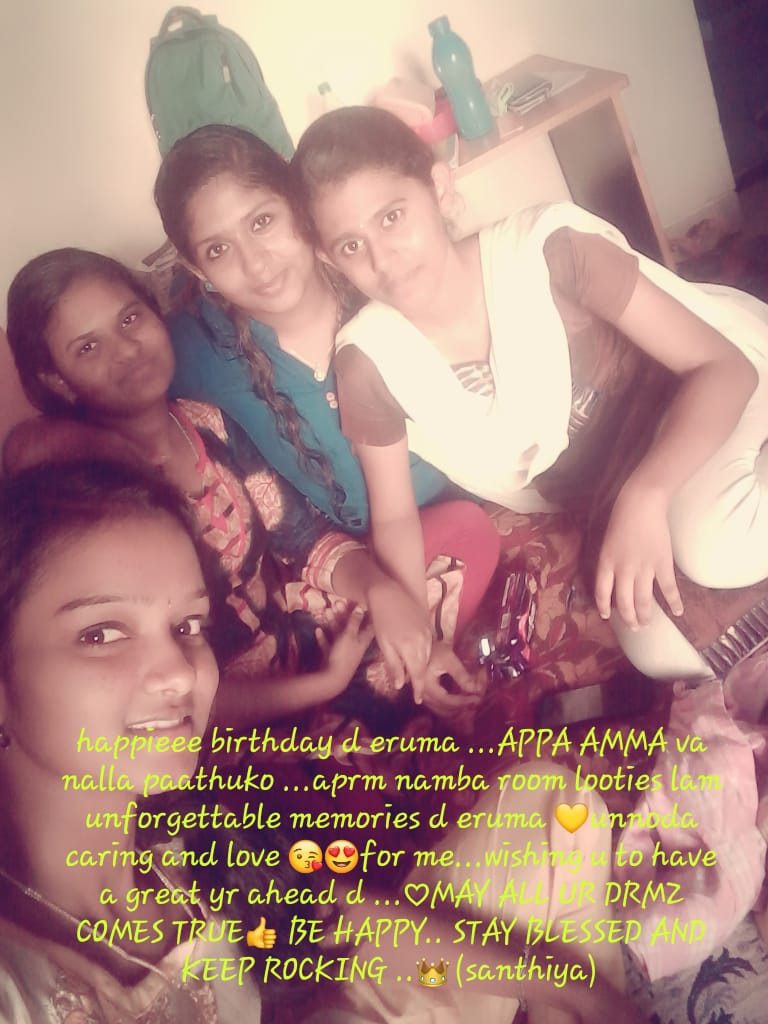 happieee birthday d eruma ...APPA AMMA va
nalla paathuko ...aprm namba room looties lam
unforgettable memories d eruma 💛unnoda
caring and love 😘😍for me...wishing u to have
a great yr ahead d ...♡MAY ALL UR DRMZ
COMES TRUE👍 BE HAPPY.. STAY BLESSED AND
KEEP ROCKING ..👑(santhiya)